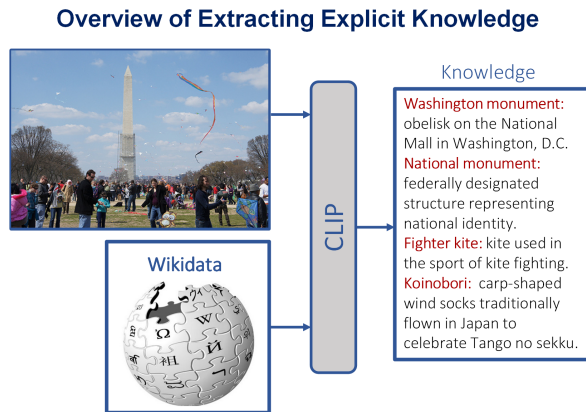 Overview of Extracting Explicit Knowledge
Knowledge
Washington monument:
obelisk on the National
Mall in Washington, D.C.
National monument:
federally designated
structure representing
national identity.
Fighter kite: kite used in
the sport of kite fighting.
Koinobori: carp-shaped
wind socks traditionally
flown in Japan to
celebrate Tango no sekku.
CLIP
Wikidata
Ω
W
И
祖